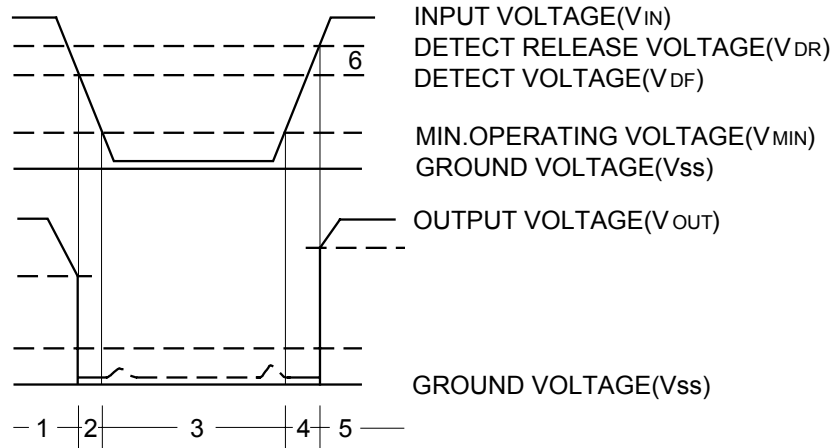 INPUT VOLTAGE(VIN)
DETECT RELEASE VOLTAGE(VDR)
6
DETECT VOLTAGE(VDF)
MIN.OPERATING VOLTAGE(VMIN)
GROUND VOLTAGE(Vss)
OUTPUT VOLTAGE(VOUT)
GROUND VOLTAGE(Vss)
1 2 3 4 5